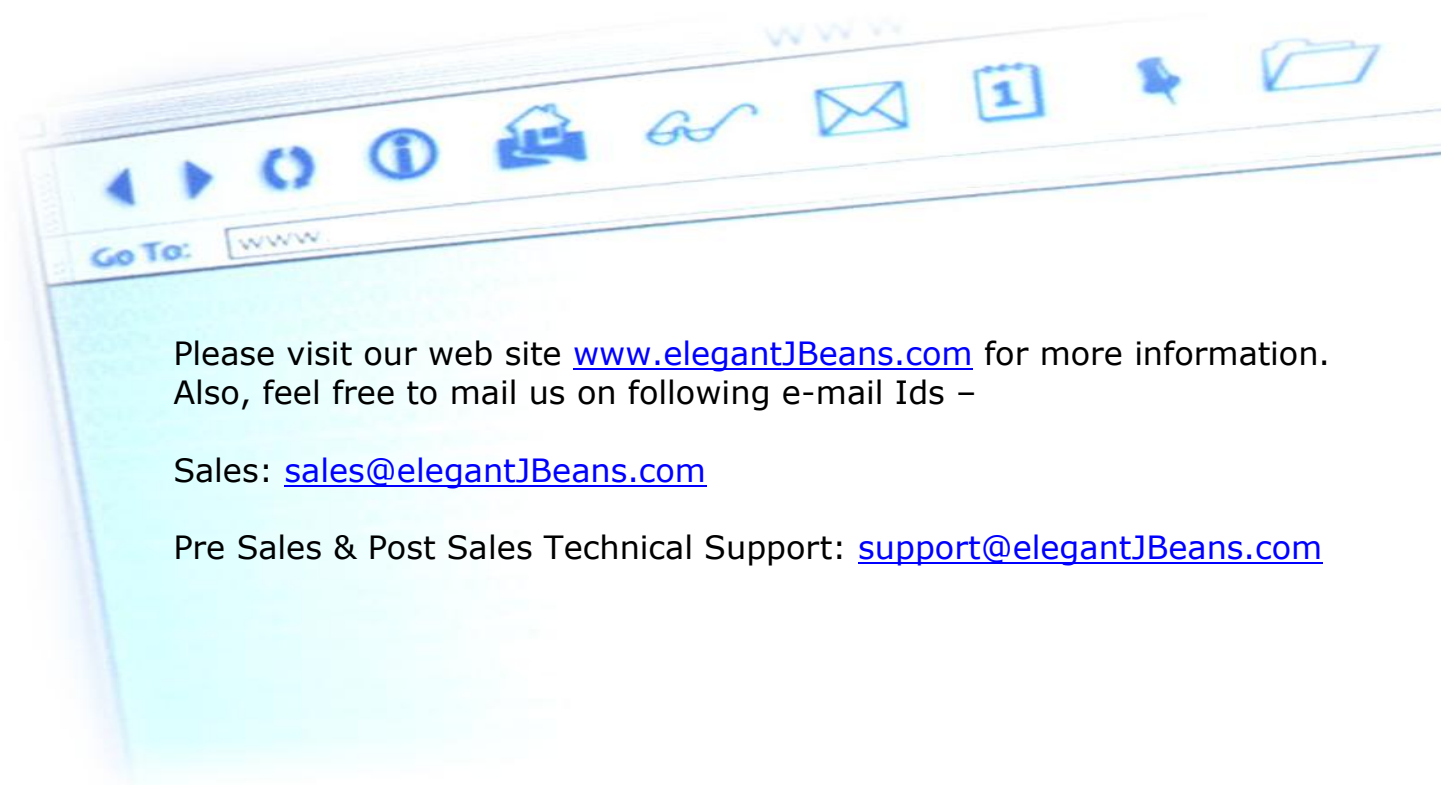 www
1
Go To: www.
Please visit our web site www.elegantJBeans.com for more information.
Also, feel free to mail us on following e-mail Ids –
Sales: sales@elegantJBeans.com
Pre Sales & Post Sales Technical Support: support@elegantJBeans.com